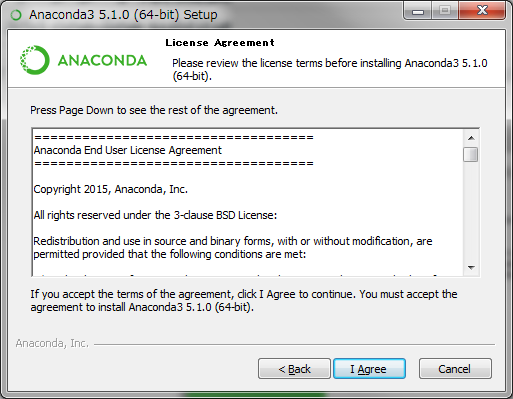 Anaconda3 5.1.0 (64-bit) Setup
ANACONDA
License Agreement
Please review the license terms before installing Anaconda3 5.1.0
(64-bit).
Press Page Down to see the rest of the agreement.
===================================
Anaconda End User License Agreement
===================================
Copyright 2015, Anaconda, Inc.
All rights reserved under the 3-clause BSD License:
Redistribution and use in source and binary forms, with or without modification, are
permitted provided that the following conditions are met:
If you accept the terms of the agreement, click I Agree to continue. You must accept the
agreement to install Anaconda3 5.1.0 (64-bit).
Anaconda, Inc.
< Back
I Agree
Cancel